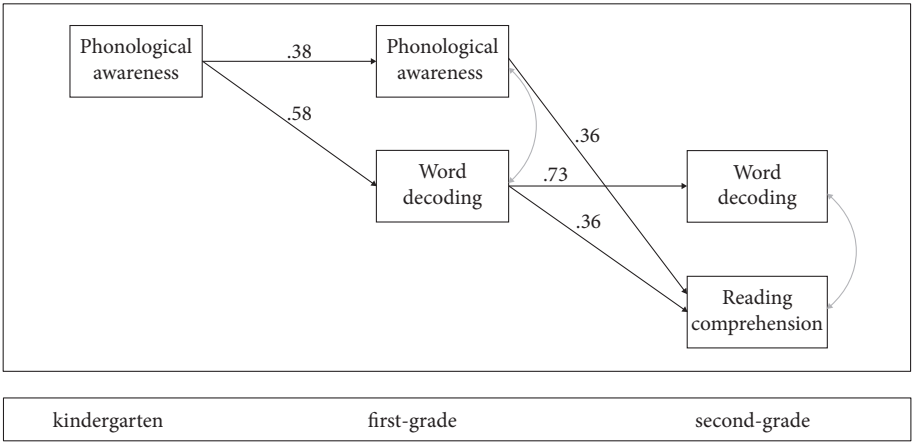 Phonological
awareness
.38
Phonological
awareness
.58
.36
Word
decoding
.73
Word
decoding
.36
Reading
comprehension
kindergarten
first-grade
second-grade